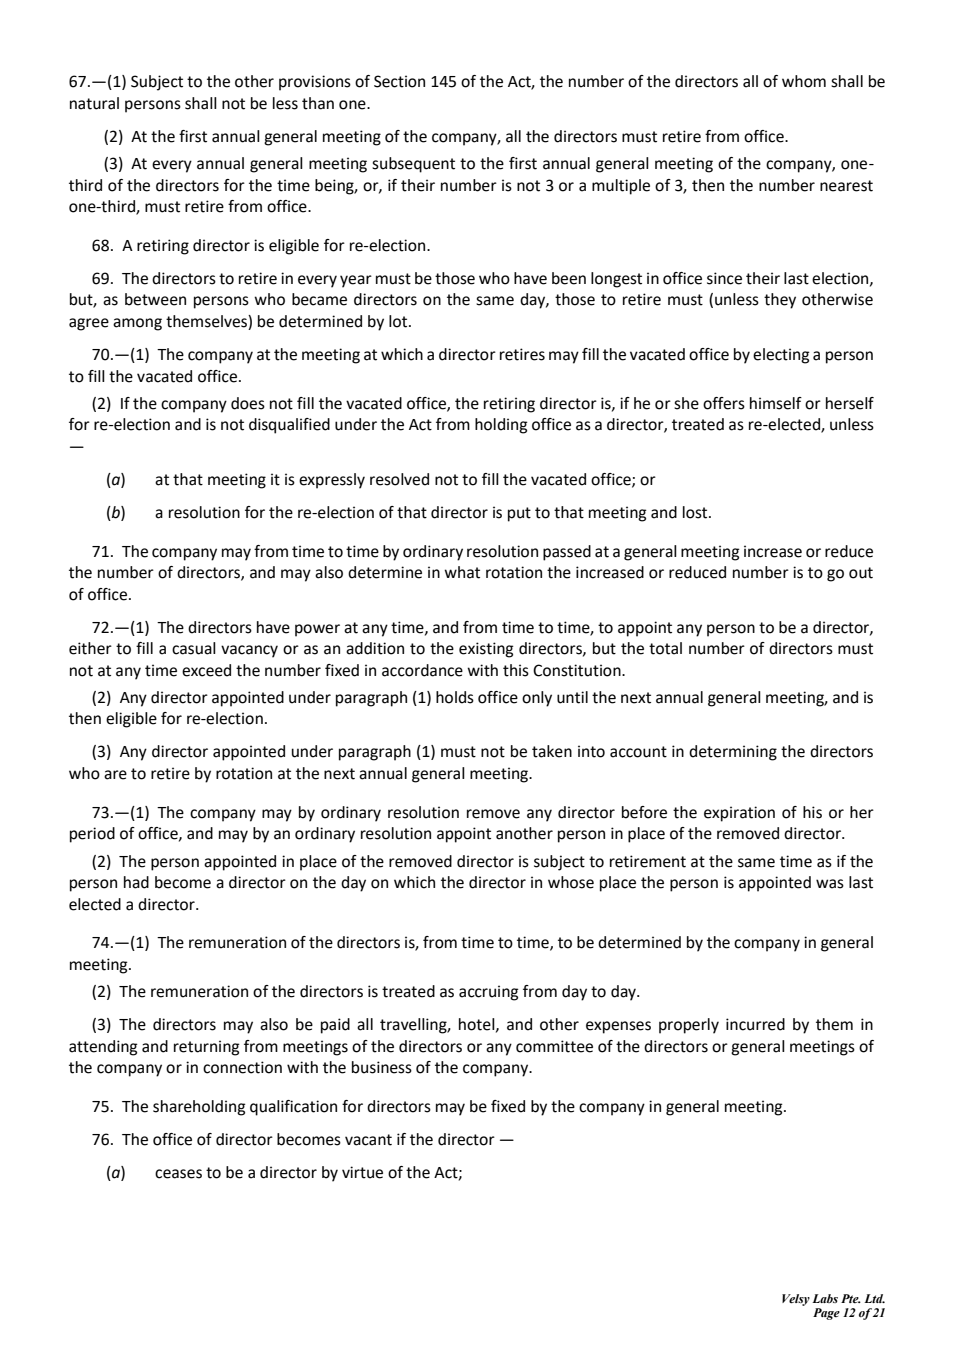 67.—(1) Subject to the other provisions of Section 145 of the Act, the number of the directors all of whom shall be
natural persons shall not be less than one.
(2) At the first annual general meeting of the company, all the directors must retire from office.
(3) At every annual general meeting subsequent to the first annual general meeting of the company, one-
third of the directors for the time being, or, if their number is not 3 or a multiple of 3, then the number nearest
one-third, must retire from office.
68. A retiring director is eligible for re-election.
69. The directors to retire in every year must be those who have been longest in office since their last election,
but, as between persons who became directors on the same day, those to retire must (unless they otherwise
agree among themselves) be determined by lot.
70.—(1) The company at the meeting at which a director retires may fill the vacated office by electing a person
to fill the vacated office.
(2) If the company does not fill the vacated office, the retiring director is, if he or she offers himself or herself
for re-election and is not disqualified under the Act from holding office as a director, treated as re-elected, unless
—
(a) at that meeting it is expressly resolved not to fill the vacated office; or
(b) a resolution for the re-election of that director is put to that meeting and lost.
71. The company may from time to time by ordinary resolution passed at a general meeting increase or reduce
the number of directors, and may also determine in what rotation the increased or reduced number is to go out
of office.
72.—(1) The directors have power at any time, and from time to time, to appoint any person to be a director,
either to fill a casual vacancy or as an addition to the existing directors, but the total number of directors must
not at any time exceed the number fixed in accordance with this Constitution.
(2) Any director appointed under paragraph (1) holds office only until the next annual general meeting, and is
then eligible for re-election.
(3) Any director appointed under paragraph (1) must not be taken into account in determining the directors
who are to retire by rotation at the next annual general meeting.
73.—(1) The company may by ordinary resolution remove any director before the expiration of his or her
period of office, and may by an ordinary resolution appoint another person in place of the removed director.
(2) The person appointed in place of the removed director is subject to retirement at the same time as if the
person had become a director on the day on which the director in whose place the person is appointed was last
elected a director.
74.—(1) The remuneration of the directors is, from time to time, to be determined by the company in general
meeting.
(2) The remuneration of the directors is treated as accruing from day to day.
(3) The directors may also be paid all travelling, hotel, and other expenses properly incurred by them in
attending and returning from meetings of the directors or any committee of the directors or general meetings of
the company or in connection with the business of the company.
75. The shareholding qualification for directors may be fixed by the company in general meeting.
76. The office of director becomes vacant if the director —
(a) ceases to be a director by virtue of the Act;
Velsy Labs Pte. Ltd.
Page 12 of 21